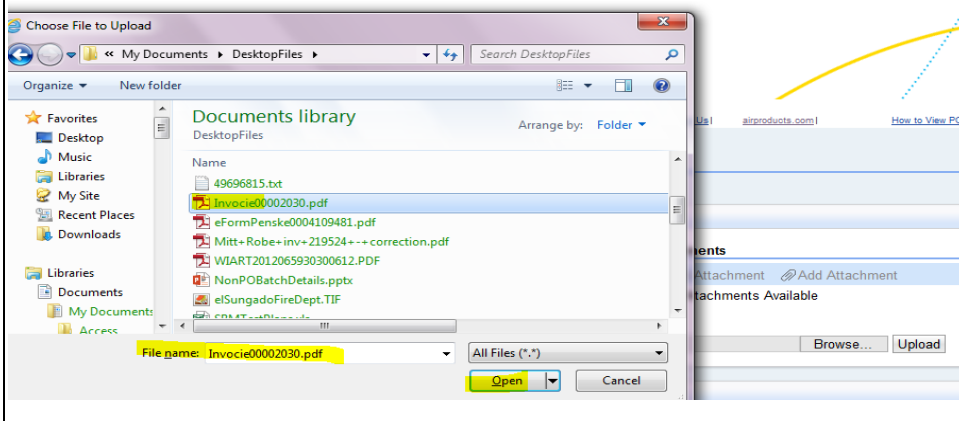 Choose File to Upload
« My Documents ▸ DesktopFiles ▸
Search DesktopFiles
Organize
New folder
Favorites
Desktop
Music
Libraries
My Site
Recent Places
Downloads
Libraries
Documents
My Documents
Access
Documents library
DesktopFiles
Arrange by: Folder
Name
49696815.txt
Invocie00002030.pdf
eFormPenske0004109481.pdf
Mitt+Robe+inv+219524+-+correction.pdf
WIART2012065930300612.PDF
NonPOBatchDetails.pptx
elSungadoFireDept.TIF
File name: Invocie00002030.pdf
All Files (*.*)
Open
Cancel
Us | airproducts.com | How to View PO
Attachment Add Attachment
Available
Browse... Upload